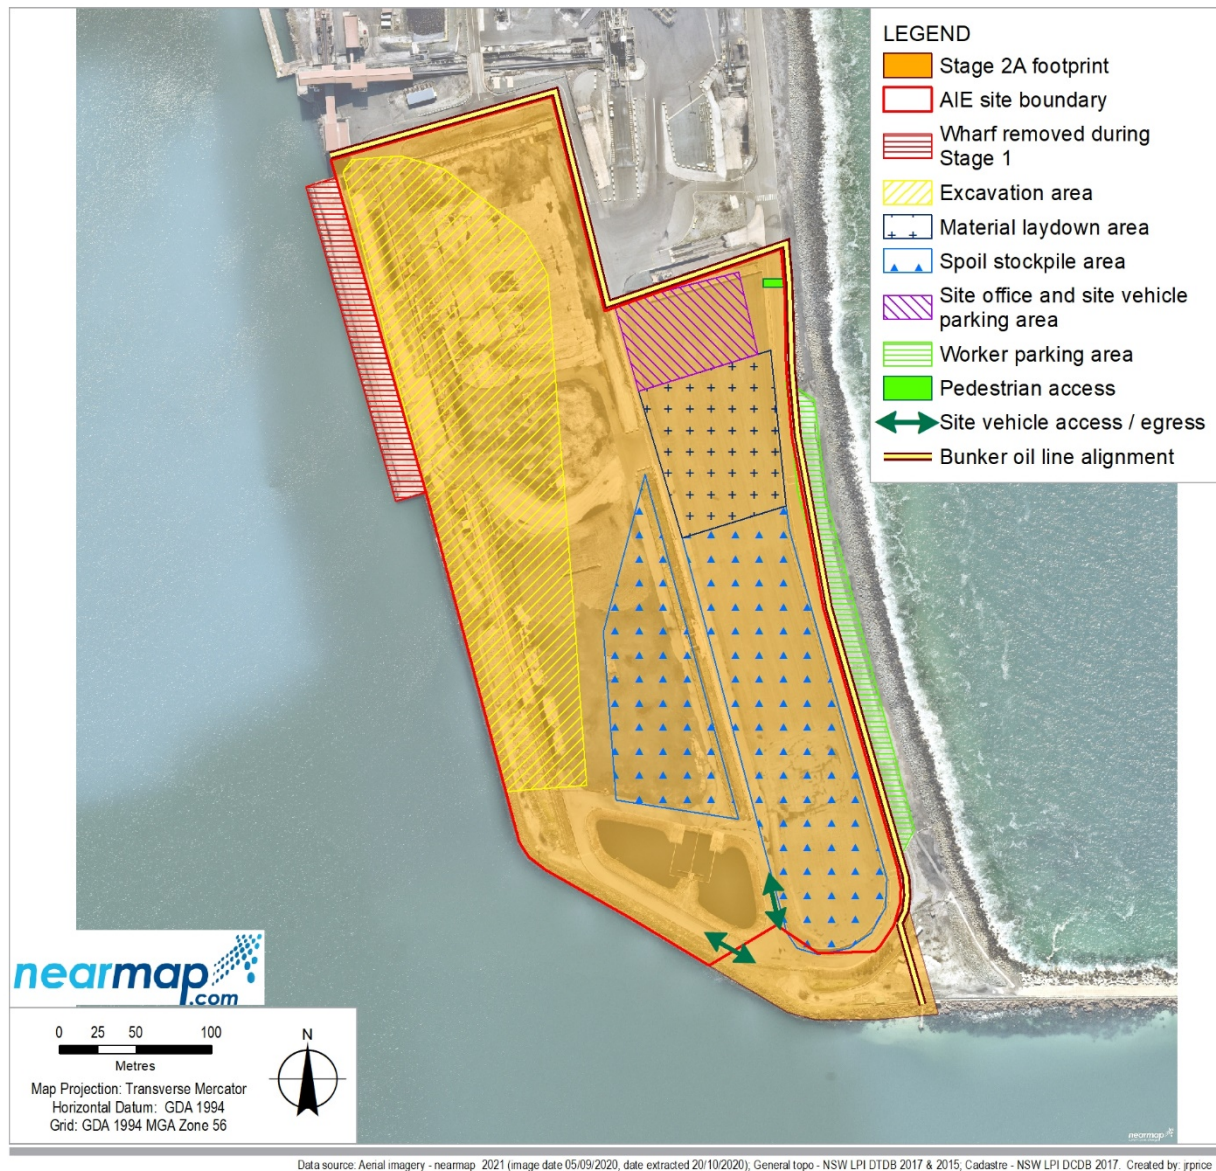 LEGEND
Stage 2A footprint
AIE site boundary
Wharf removed during
Stage 1
Excavation area
Material laydown area
Spoil stockpile area
Site office and site vehicle
parking area
Worker parking area
Pedestrian access
Site vehicle access / egress
Bunker oil line alignment
nearmap
.com
0 25 50 100
Metres
Map Projection: Transverse Mercator
Horizontal Datum: GDA 1994
Grid: GDA 1994 MGA Zone 56
N
nearmap
Data source: Aerial imagery - nearmap 2021 (image date 05/09/2020, date extracted 20/10/2020); General topo - NSW LPI DTDB 2017 & 2015; Cadastre - NSW LPI DCDB 2017. Created by: jrprice